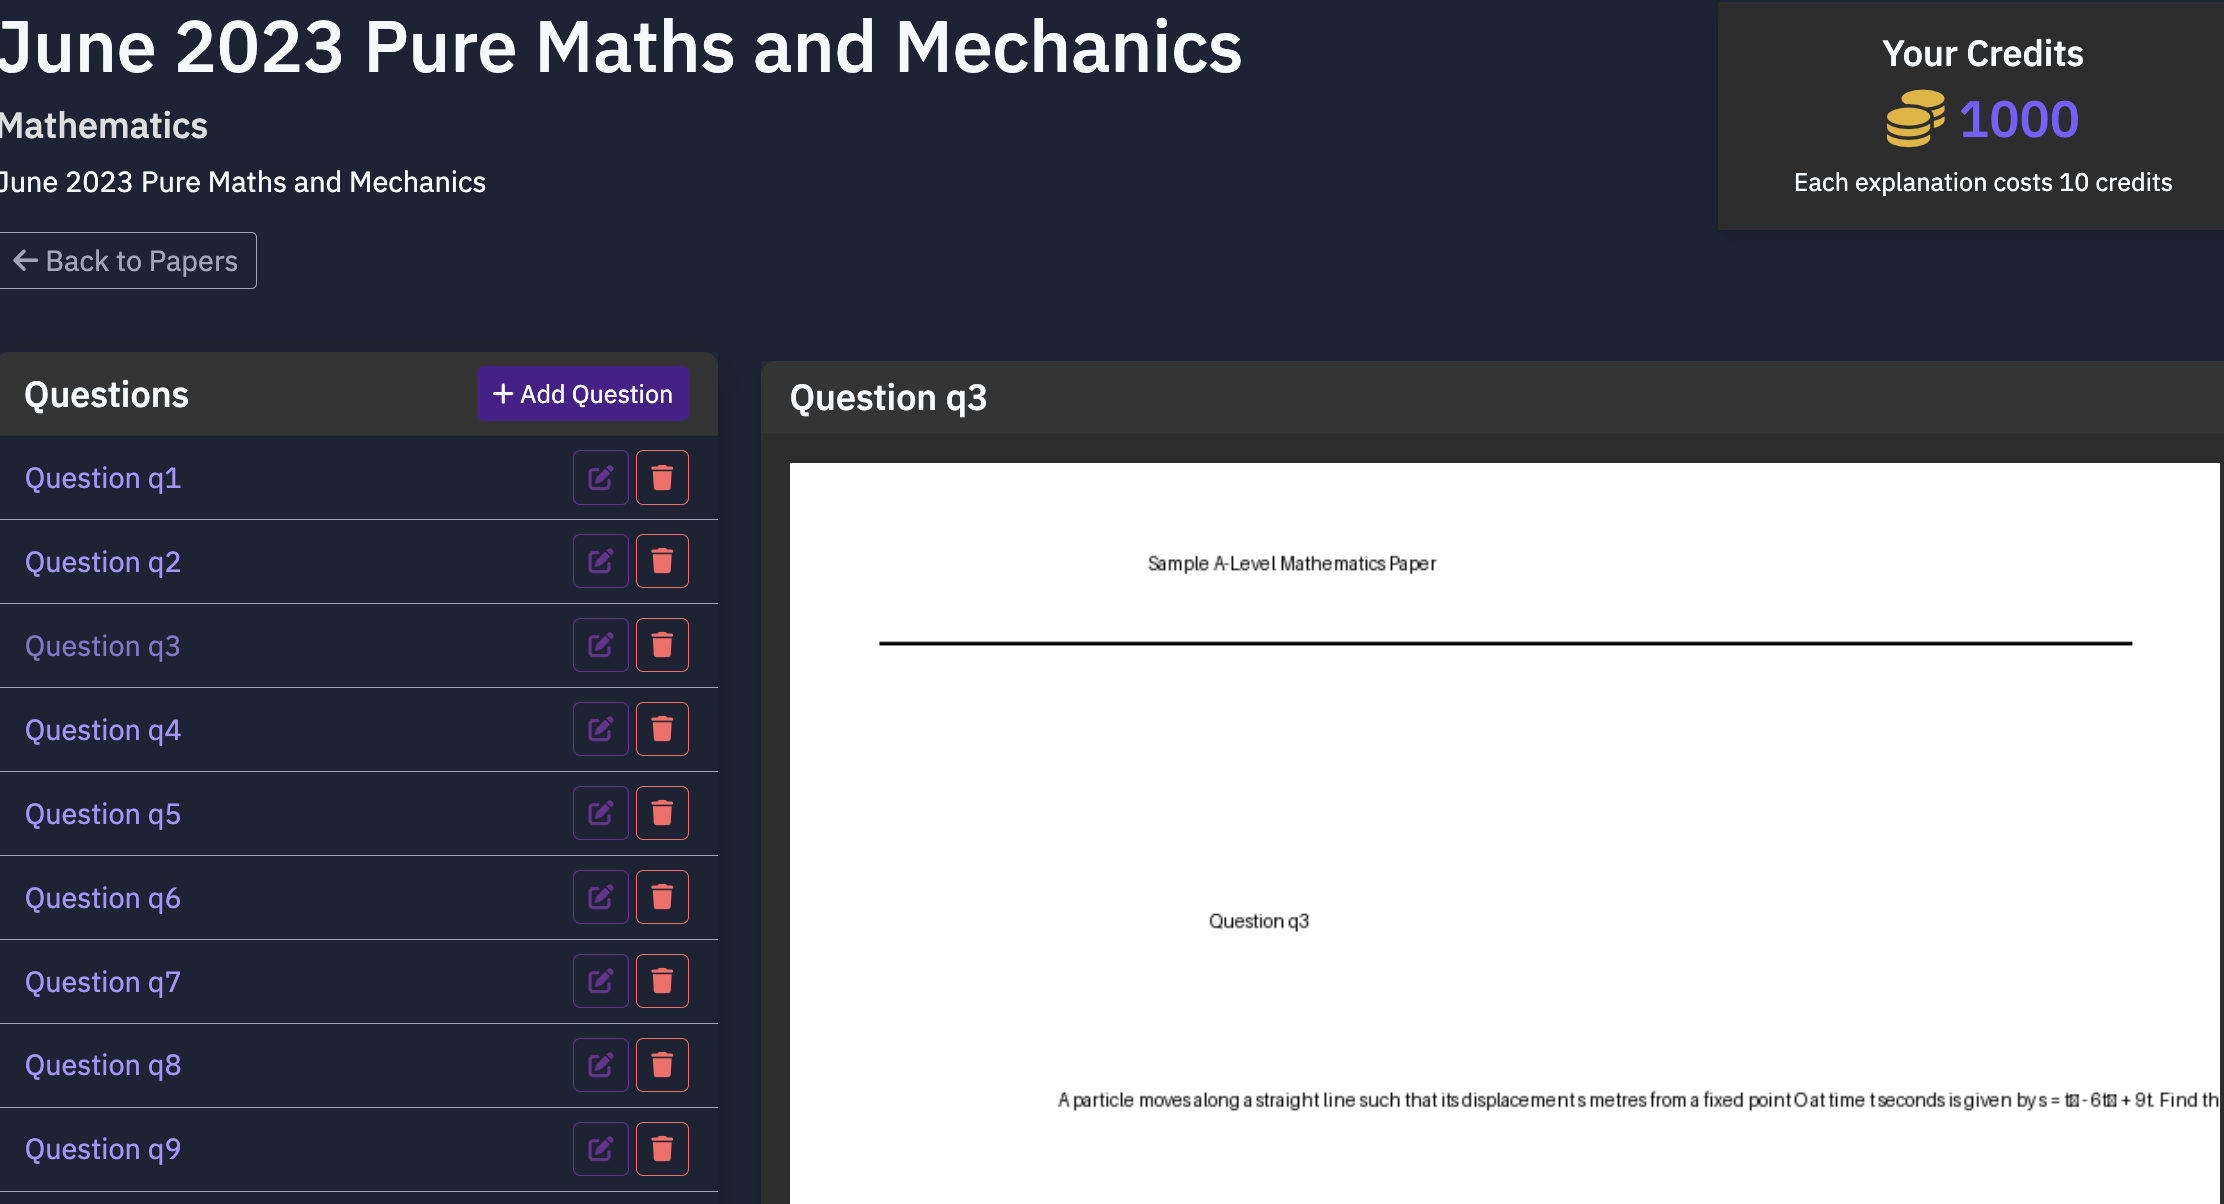 June 2023 Pure Maths and Mechanics
Mathematics
June 2023 Pure Maths and Mechanics
Back to Papers
Your Credits
1000
Each explanation costs 10 credits
Questions
+ Add Question
Question q1
Question q2
Question q3
Question q4
Question q5
Question q6
Question q7
Question q8
Question q9
Question q3
Sample A-Level Mathematics Paper
Question q3
A particle moves along a straight line such that its displacement s metres from a fixed point O at time t seconds is given by s = t▯ - 6t▯ + 9t. Find th